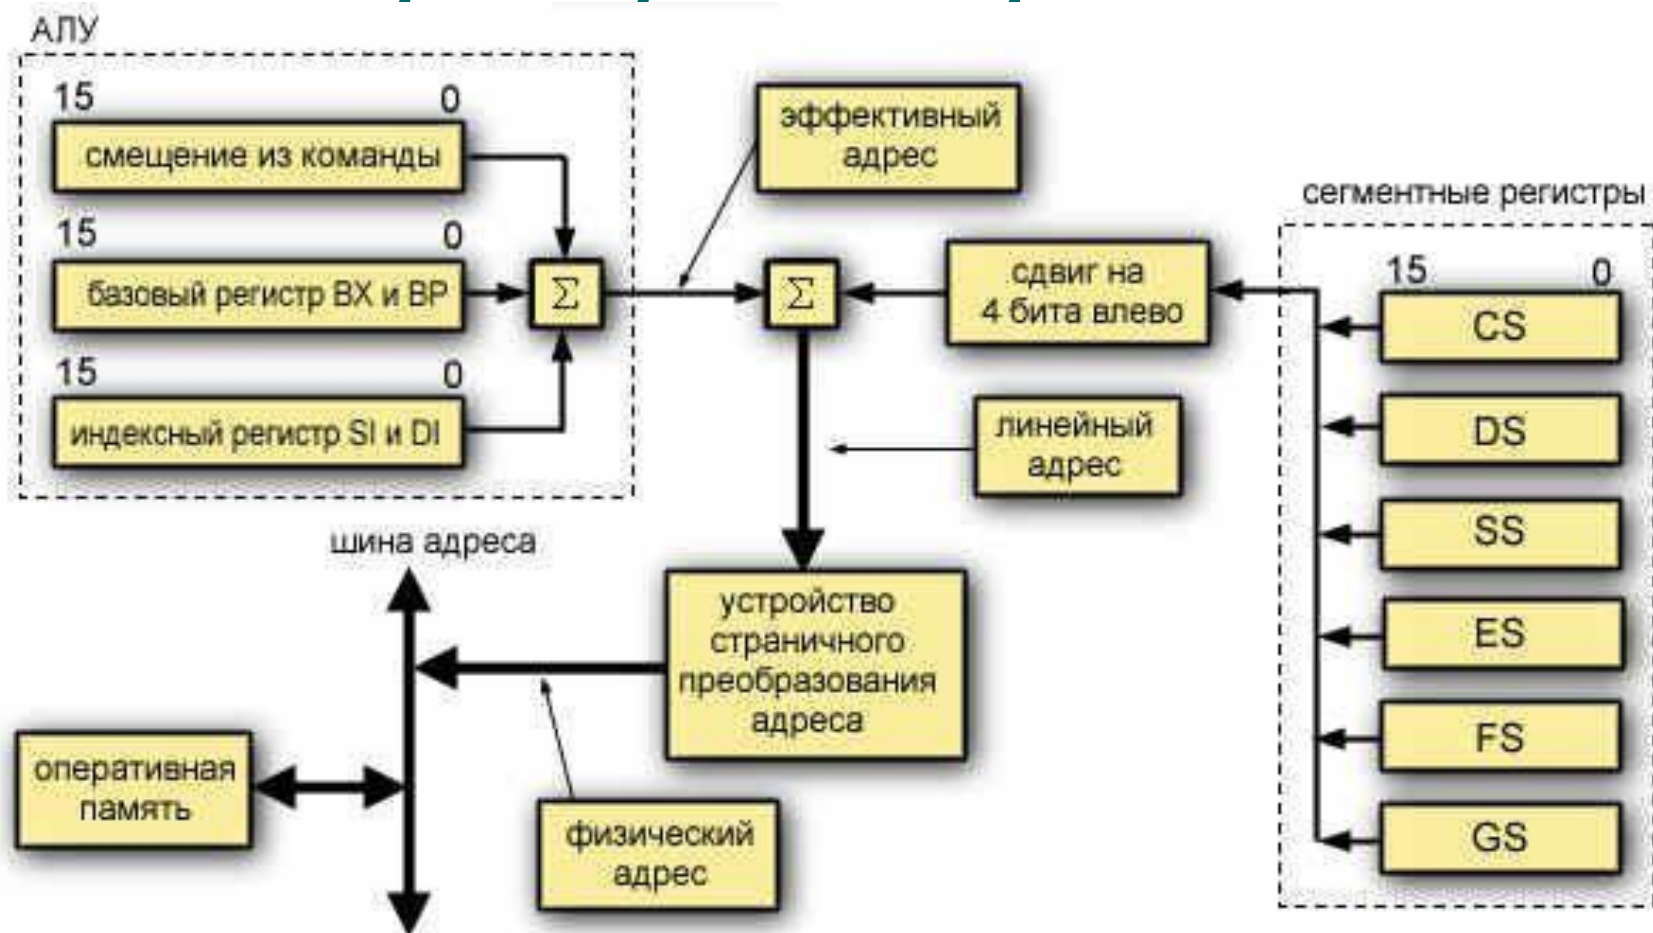 АЛУ
15 0
смещение из команды
15 0
базовый регистр BX и BP
15 0
индексный регистр SI и DI
Σ
эффективный
адрес
Σ
сдвиг на
4 бита влево
сегментные регистры
15 0
CS
DS
SS
ES
FS
GS
линейный
адрес
шина адреса
устройство
страничного
преобразования
адреса
оперативная
память
физический
адрес